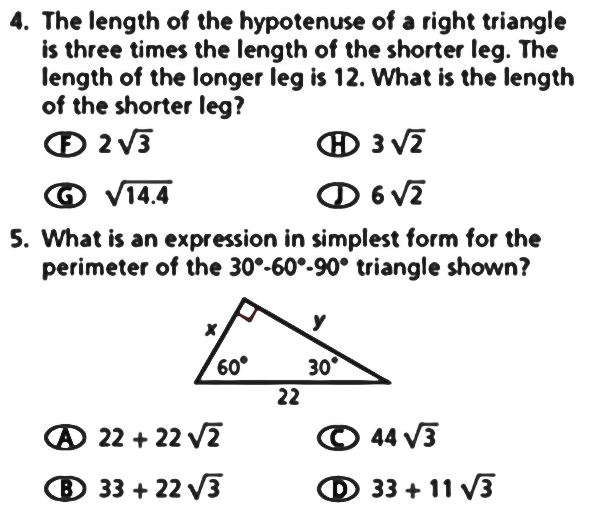 4. The length of the hypotenuse of a right triangle
is three times the length of the shorter leg. The
length of the longer leg is 12. What is the length
of the shorter leg?
F 2√3 H 3√2
G √14.4 J 6√2
5. What is an expression in simplest form for the
perimeter of the 30°-60°-90° triangle shown?
x y
60° 30°
22
A 22 + 22√2 C 44√3
B 33 + 22√3 D 33 + 11√3